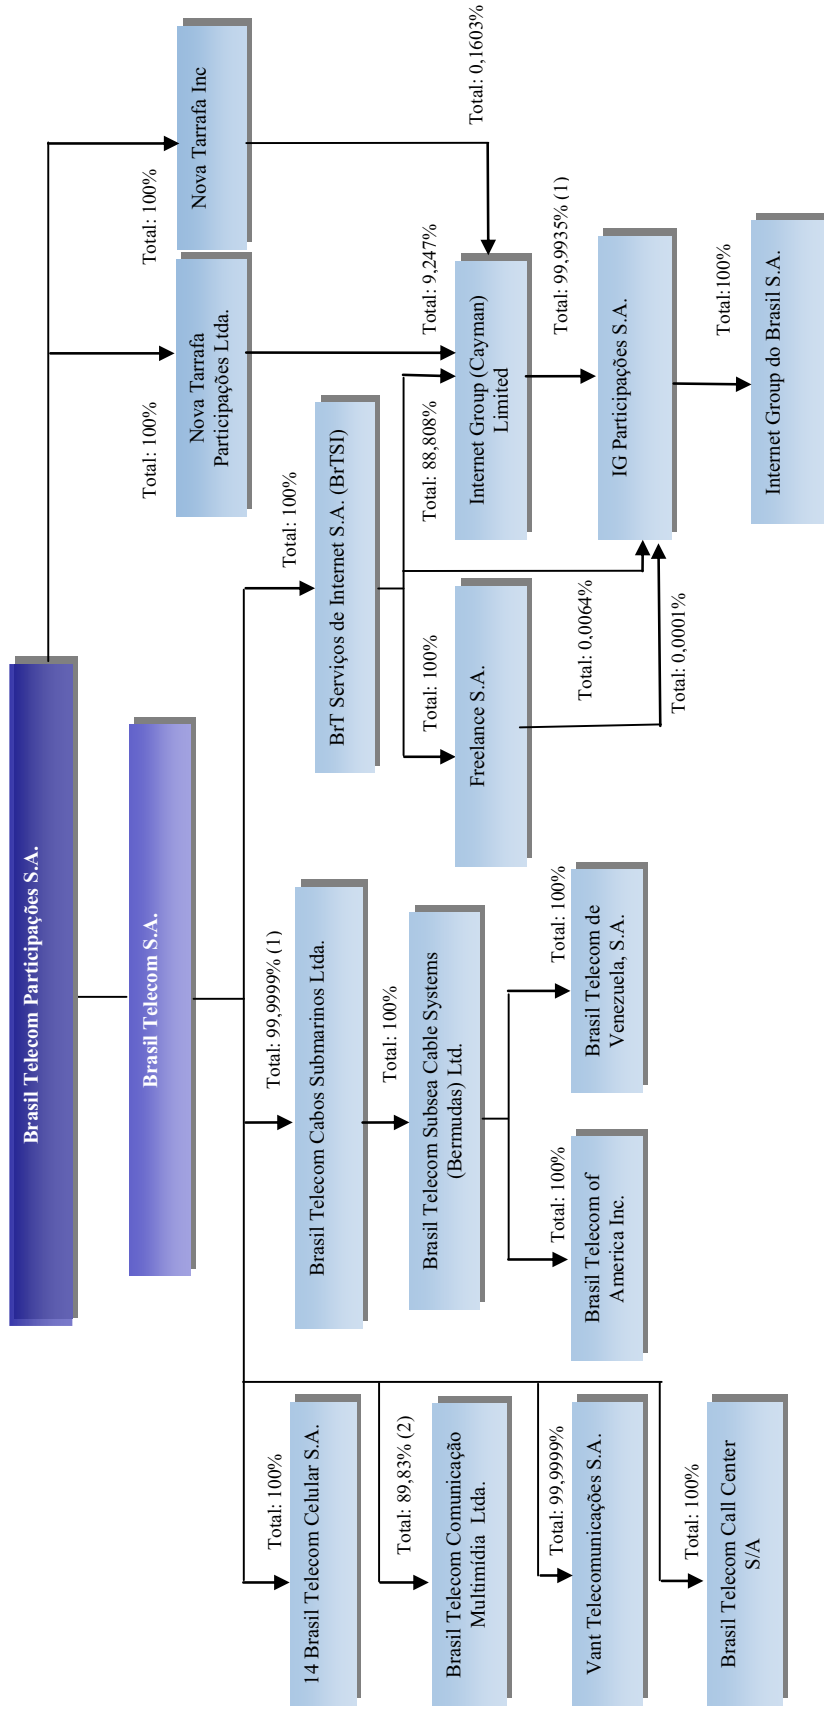 Brasil Telecom Participações S.A.
Brasil Telecom S.A.
Total: 100%
14 Brasil Telecom Celular S.A.
Total: 89,83% (2)
Brasil Telecom Comunicação
Multimídia Ltda.
Total: 99,9999%
Vant Telecomunicações S.A.
Total: 100%
Brasil Telecom Call Center
S/A
Total: 99,9999% (1)
Brasil Telecom Cabos Submarinos Ltda.
Total: 100%
Brasil Telecom Subsea Cable Systems
(Bermudas) Ltd.
Total: 100%
Brasil Telecom of
America Inc.
Total: 100%
Brasil Telecom de
Venezuela, S.A.
Total: 100%
BrT Serviços de Internet S.A. (BrTSI)
Total: 100%
Freelance S.A.
Total: 0,0064%
Total: 0,0001%
Total: 88,808%
Total: 100%
Nova Tarrafa
Participações Ltda.
Total: 9,247%
Total: 100%
Nova Tarrafa Inc
Total: 0,1603%
Internet Group (Cayman)
Limited
Total: 99,9935% (1)
IG Participações S.A.
Total:100%
Internet Group do Brasil S.A.